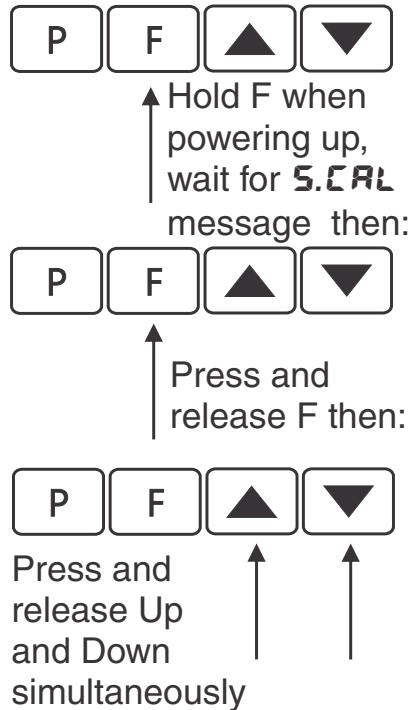 P F ▲ ▼
Hold F when
powering up,
wait for S.CAL
message then:
P F ▲ ▼
Press and
release F then:
P F ▲ ▼
Press and
release Up
and Down
simultaneously